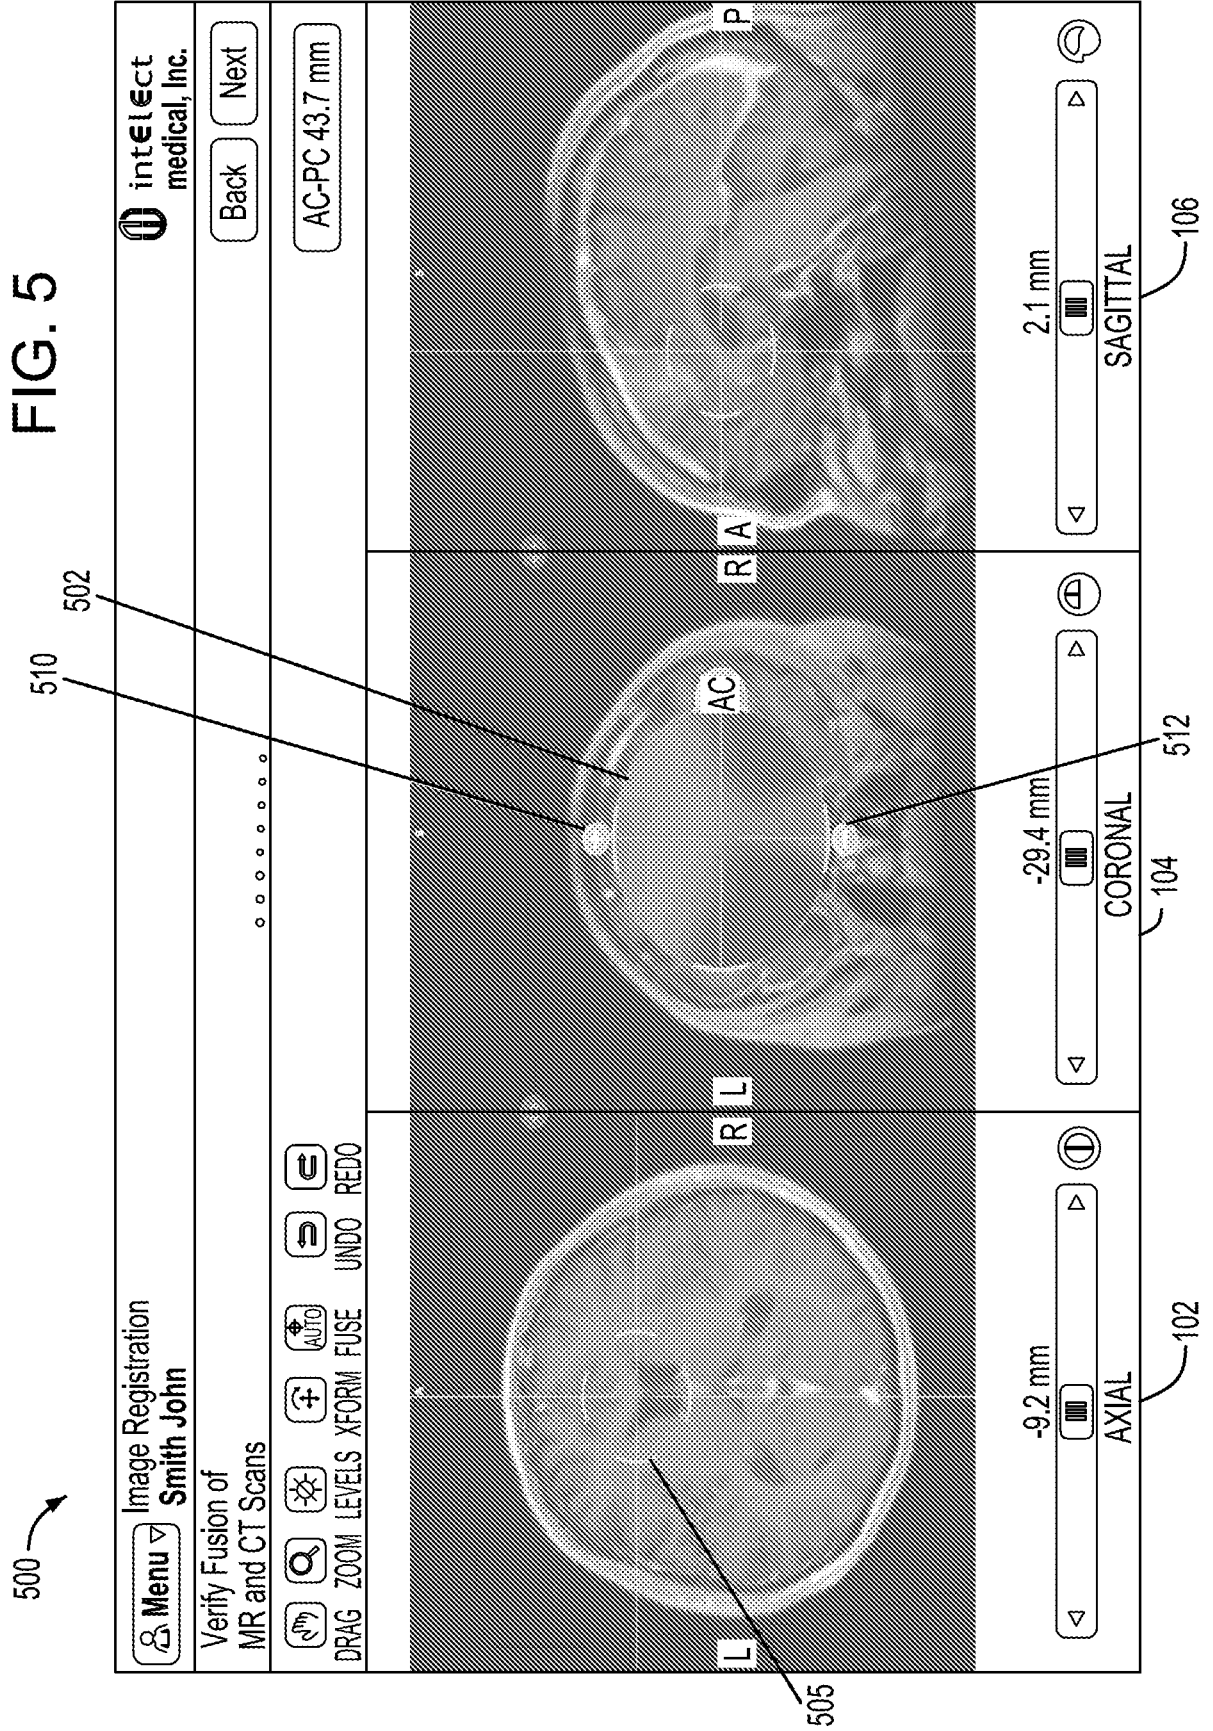 FIG. 5
500
Menu
Image Registration
Smith John
intelect
medical, Inc.
Verify Fusion of
MR and CT Scans
Back
Next
AUTO
DRAG ZOOM LEVELS XFORM FUSE UNDO REDO
AC-PC 43.7 mm
510
502
L
R
L
R
A
P
AC
505
-9.2 mm
-29.4 mm
2.1 mm
AXIAL
CORONAL
SAGITTAL
102
104
512
106